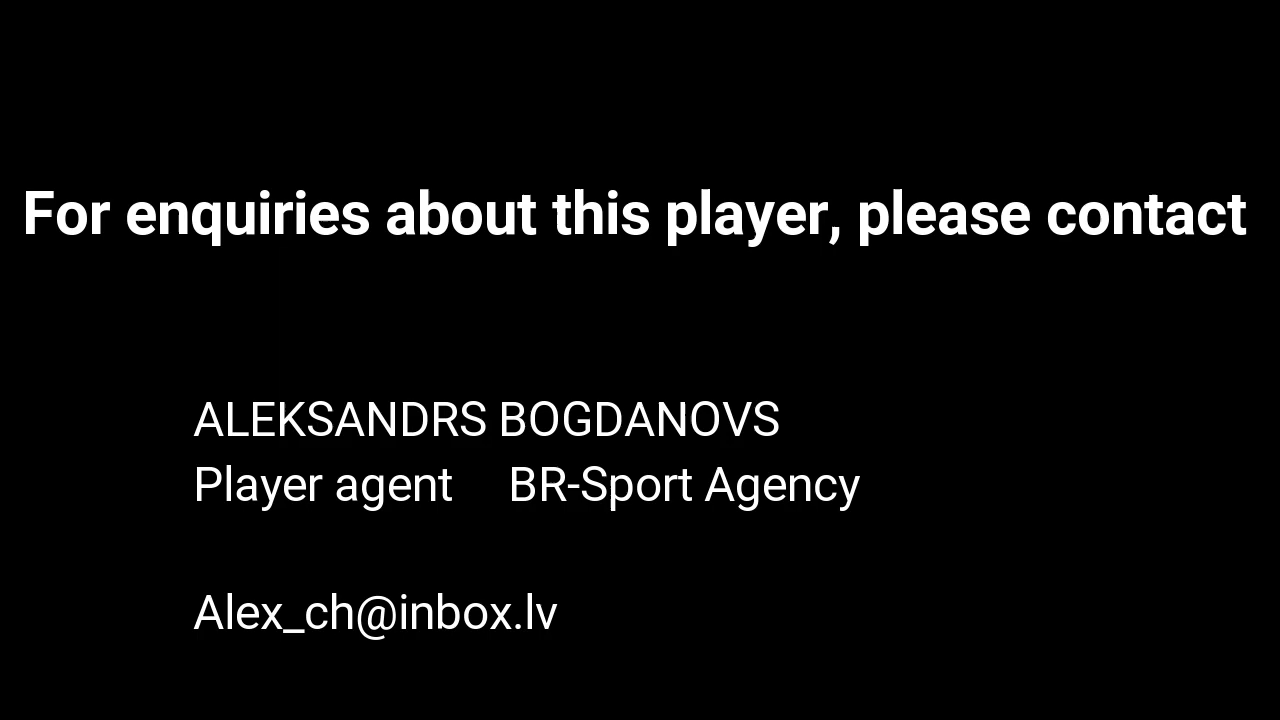 For enquiries about this player, please contact
ALEKSANDRS BOGDANOVS
Player agent BR-Sport Agency
Alex_ch@inbox.lv